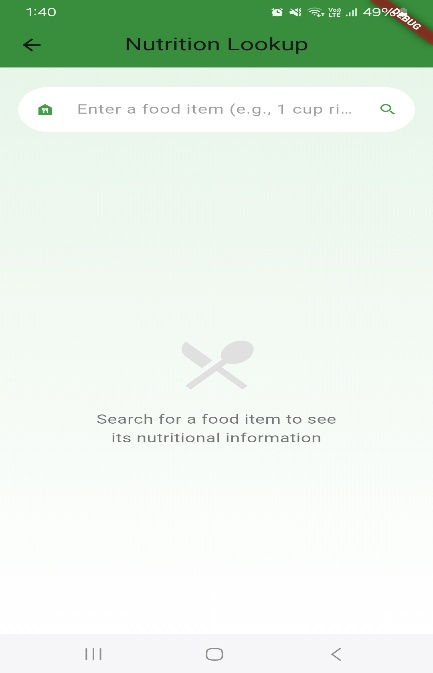 1:40
49%
DEBUG
Nutrition Lookup
Enter a food item (e.g., 1 cup ri...
Search for a food item to see
its nutritional information